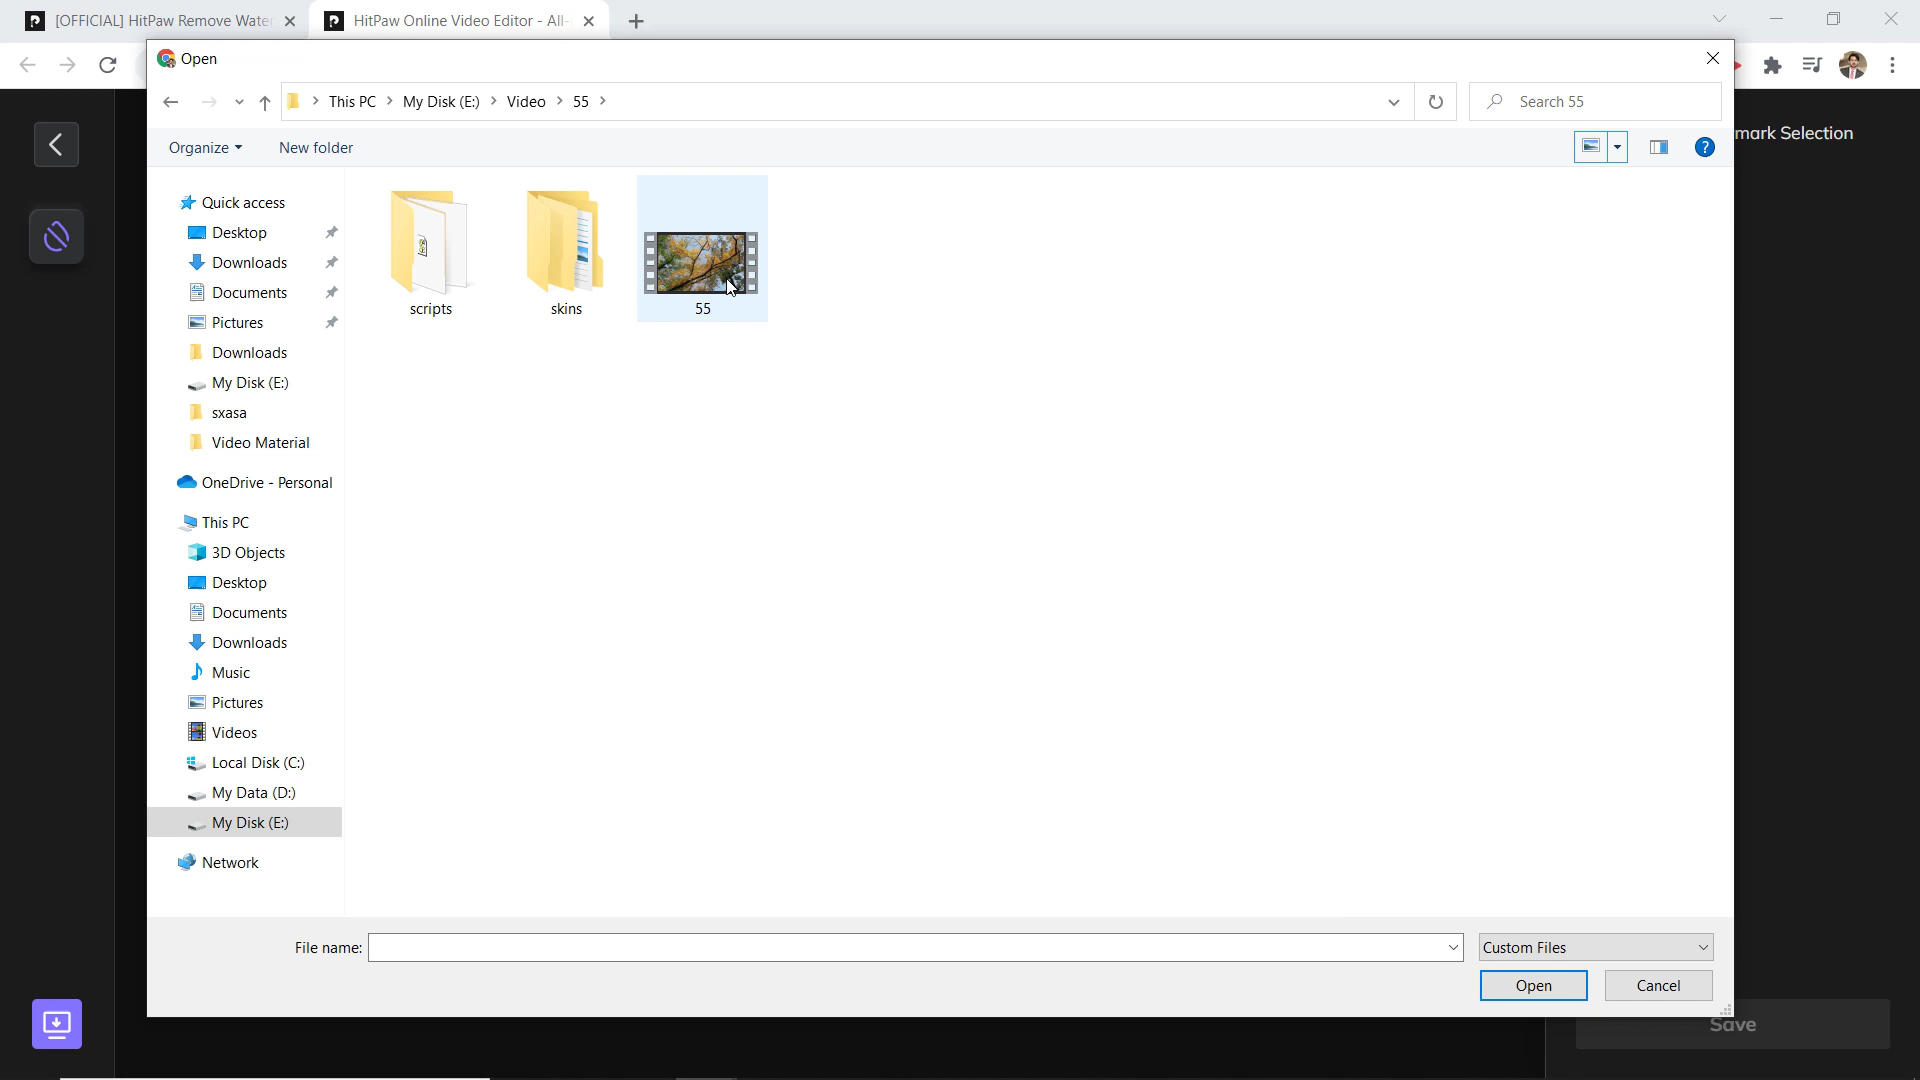 [OFFICIAL] HitPaw Remove Water
HitPaw Online Video Editor - All-
Open
This PC
My Disk (E:)
Video
55
Search 55
Organize
New folder
mark Selection
Quick access
Desktop
Downloads
Documents
Pictures
Downloads
My Disk (E:)
sxasa
Video Material
OneDrive - Personal
This PC
3D Objects
Desktop
Documents
Downloads
Music
Pictures
Videos
Local Disk (C:)
My Data (D:)
My Disk (E:)
Network
scripts
skins
55
File name:
Custom Files
Open
Cancel
Save